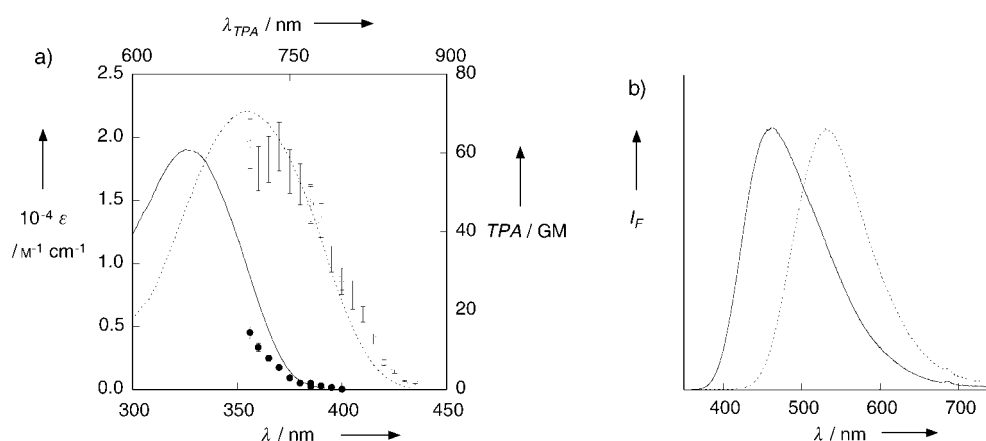 λTPA / nm
600 750 900
a)
2.5
2.0
1.5
1.0
0.5
0.0
10-4 ε
/ M-1 cm-1
80
60
40
20
0
TPA / GM
300 350 400 450
λ / nm
b)
IF
400 500 600 700
λ / nm